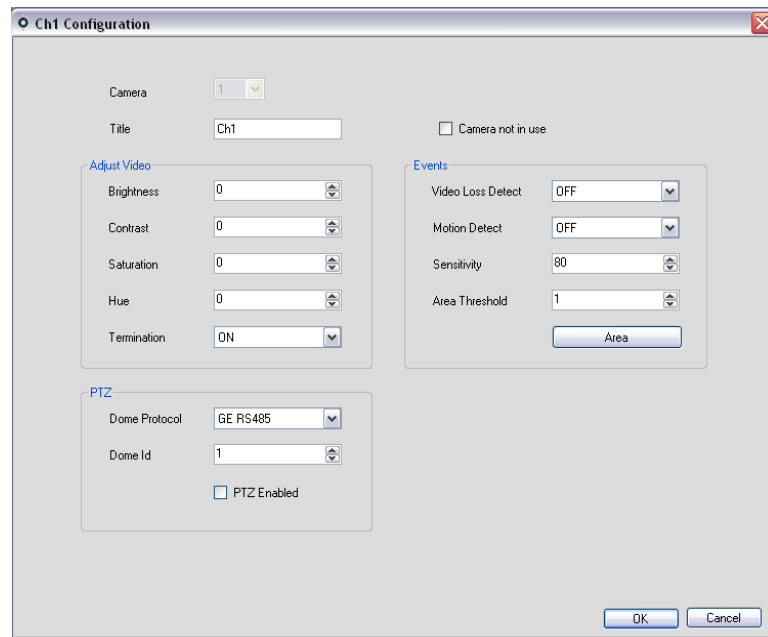 Ch1 Configuration
Camera 1
Title Ch1
Camera not in use
Adjust Video
Brightness 0
Contrast 0
Saturation 0
Hue 0
Termination ON
Events
Video Loss Detect OFF
Motion Detect OFF
Sensitivity 80
Area Threshold 1
Area
PTZ
Dome Protocol GE RS485
Dome Id 1
PTZ Enabled
OK Cancel